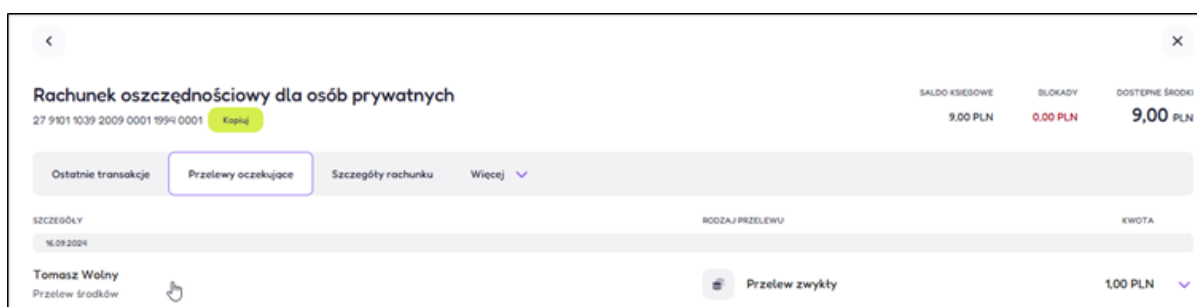 Rachunek oszczędnościowy dla osób prywatnych
27 9101 1039 2009 0001 1994 0001 Kopiuj
SALDO KSIĘGOWE BLOKADY DOSTĘPNE ŚRODKI
9,00 PLN 0,00 PLN 9,00 PLN
Ostatnie transakcje Przelewy oczekujące Szczegóły rachunku Więcej
SZCZEGÓŁY RODZAJ PRZELEWU KWOTA
16.09.2024
Tomasz Wolny Przelew zwykły 1,00 PLN
Przelew środków